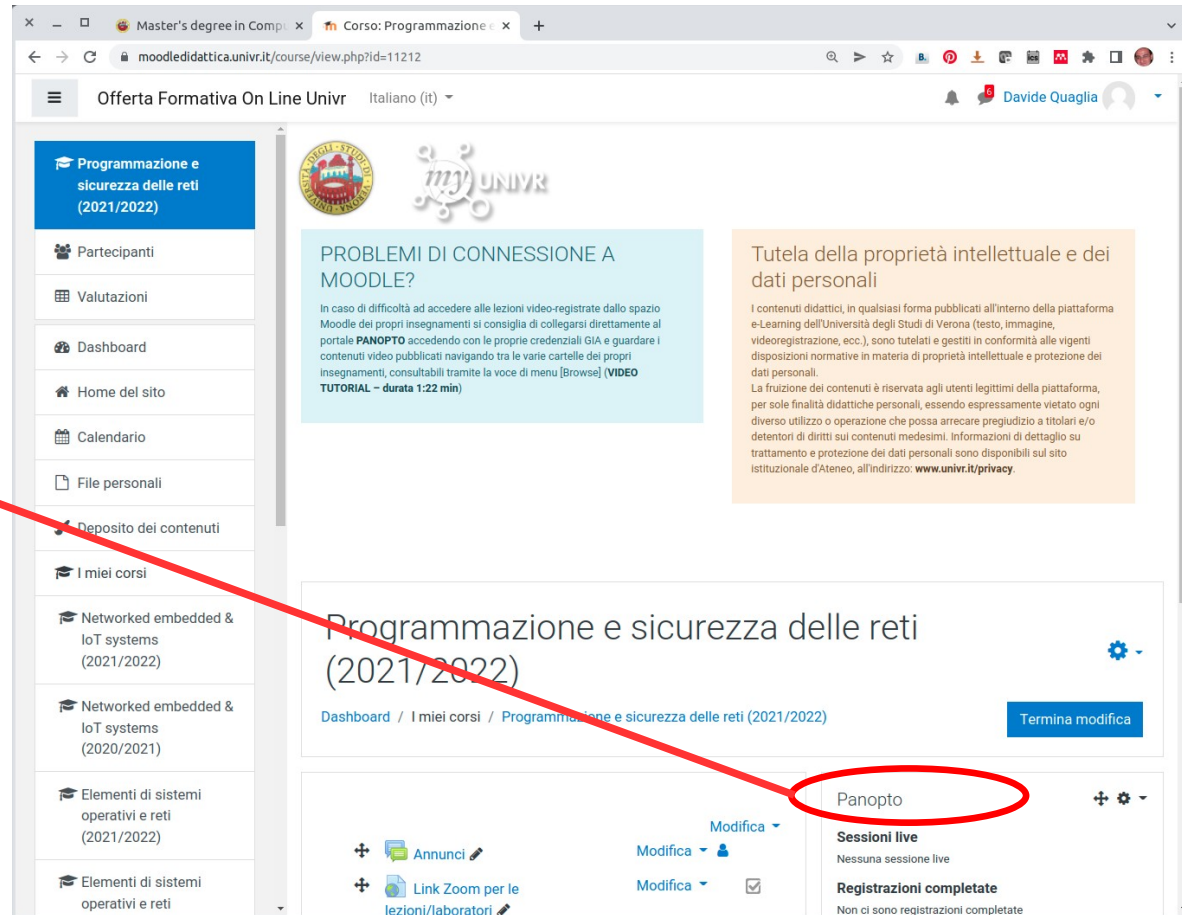 Master's degree in Compu
Corso: Programmazione e
moodledidattica.univr.it/course/view.php?id=11212
Offerta Formativa On Line Univr
Italiano (it)
6
Davide Quaglia
Programmazione e
sicurezza delle reti
(2021/2022)
Partecipanti
Valutazioni
Dashboard
Home del sito
Calendario
File personali
Deposito dei contenuti
I miei corsi
Networked embedded &
IoT systems
(2021/2022)
Networked embedded &
IoT systems
(2020/2021)
Elementi di sistemi
operativi e reti
(2021/2022)
Elementi di sistemi
operativi e reti
my UNIVR
PROBLEMI DI CONNESSIONE A
MOODLE?
In caso di difficoltà ad accedere alle lezioni video-registrate dallo spazio
Moodle dei propri insegnamenti si consiglia di collegarsi direttamente al
portale PANOPTO accedendo con le proprie credenziali GIA e guardare i
contenuti video pubblicati navigando tra le varie cartelle dei propri
insegnamenti, consultabili tramite la voce di menu [Browse] (VIDEO
TUTORIAL – durata 1:22 min)
Tutela della proprietà intellettuale e dei
dati personali
I contenuti didattici, in qualsiasi forma pubblicati all'interno della piattaforma
e-Learning dell'Università degli Studi di Verona (testo, immagine,
videoregistrazione, ecc.), sono tutelati e gestiti in conformità alle vigenti
disposizioni normative in materia di proprietà intellettuale e protezione dei
dati personali.
La fruizione dei contenuti è riservata agli utenti legittimi della piattaforma,
per sole finalità didattiche personali, essendo espressamente vietato ogni
diverso utilizzo o operazione che possa arrecare pregiudizio a titolari e/o
detentori di diritti sui contenuti medesimi. Informazioni di dettaglio su
trattamento e protezione dei dati personali sono disponibili sul sito
istituzionale d'Ateneo, all'indirizzo: www.univr.it/privacy.
Programmazione e sicurezza delle reti
(2021/2022)
Dashboard / I miei corsi / Programmazione e sicurezza delle reti (2021/2022)
Termina modifica
Modifica
Annunci
Modifica
Link Zoom per le
lezioni/laboratori
Modifica
Panopto
Sessioni live
Nessuna sessione live
Registrazioni completate
Non ci sono registrazioni completate